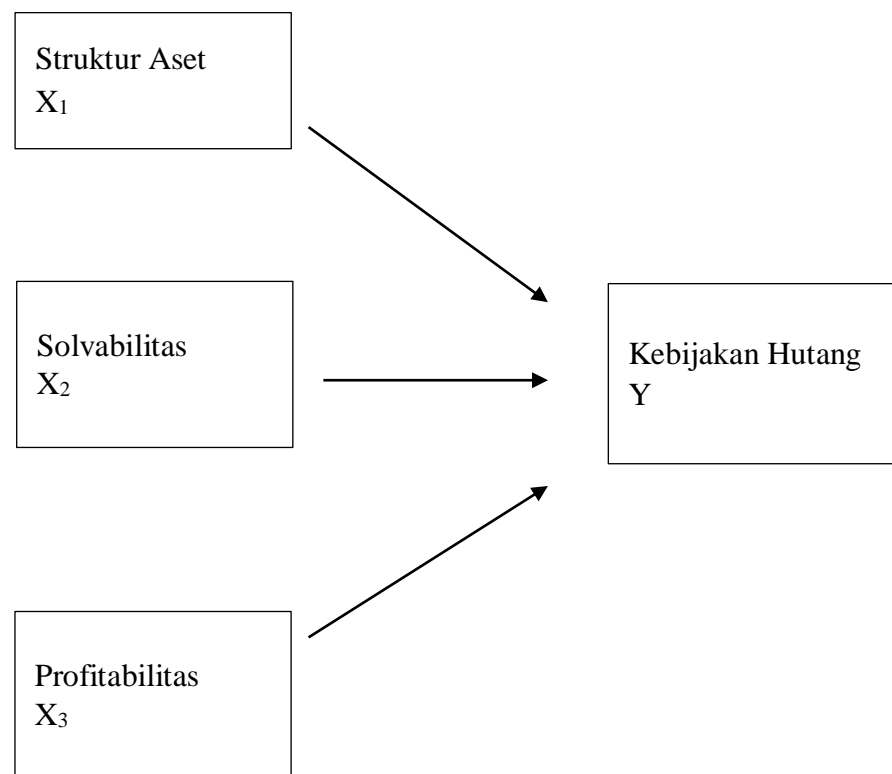 Struktur Aset
X₁
Solvabilitas
X₂
Kebijakan Hutang
Y
Profitabilitas
X₃